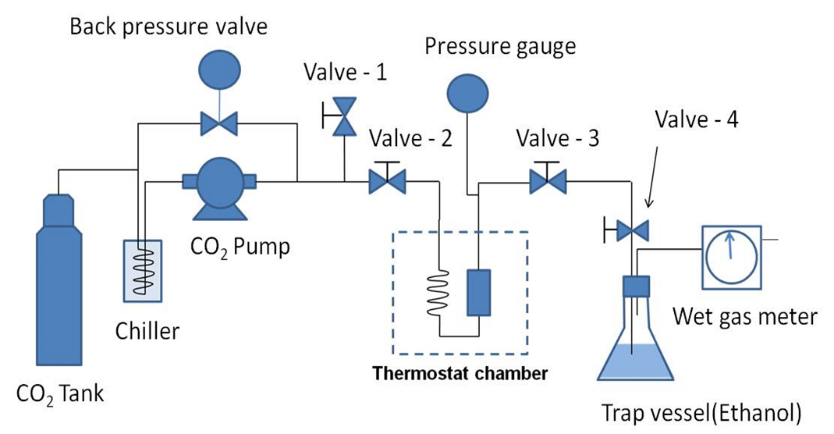 Back pressure valve
Pressure gauge
Valve - 1
Valve - 2
Valve - 3
Valve - 4
CO2 Pump
Chiller
Wet gas meter
Thermostat chamber
CO2 Tank
Trap vessel(Ethanol)